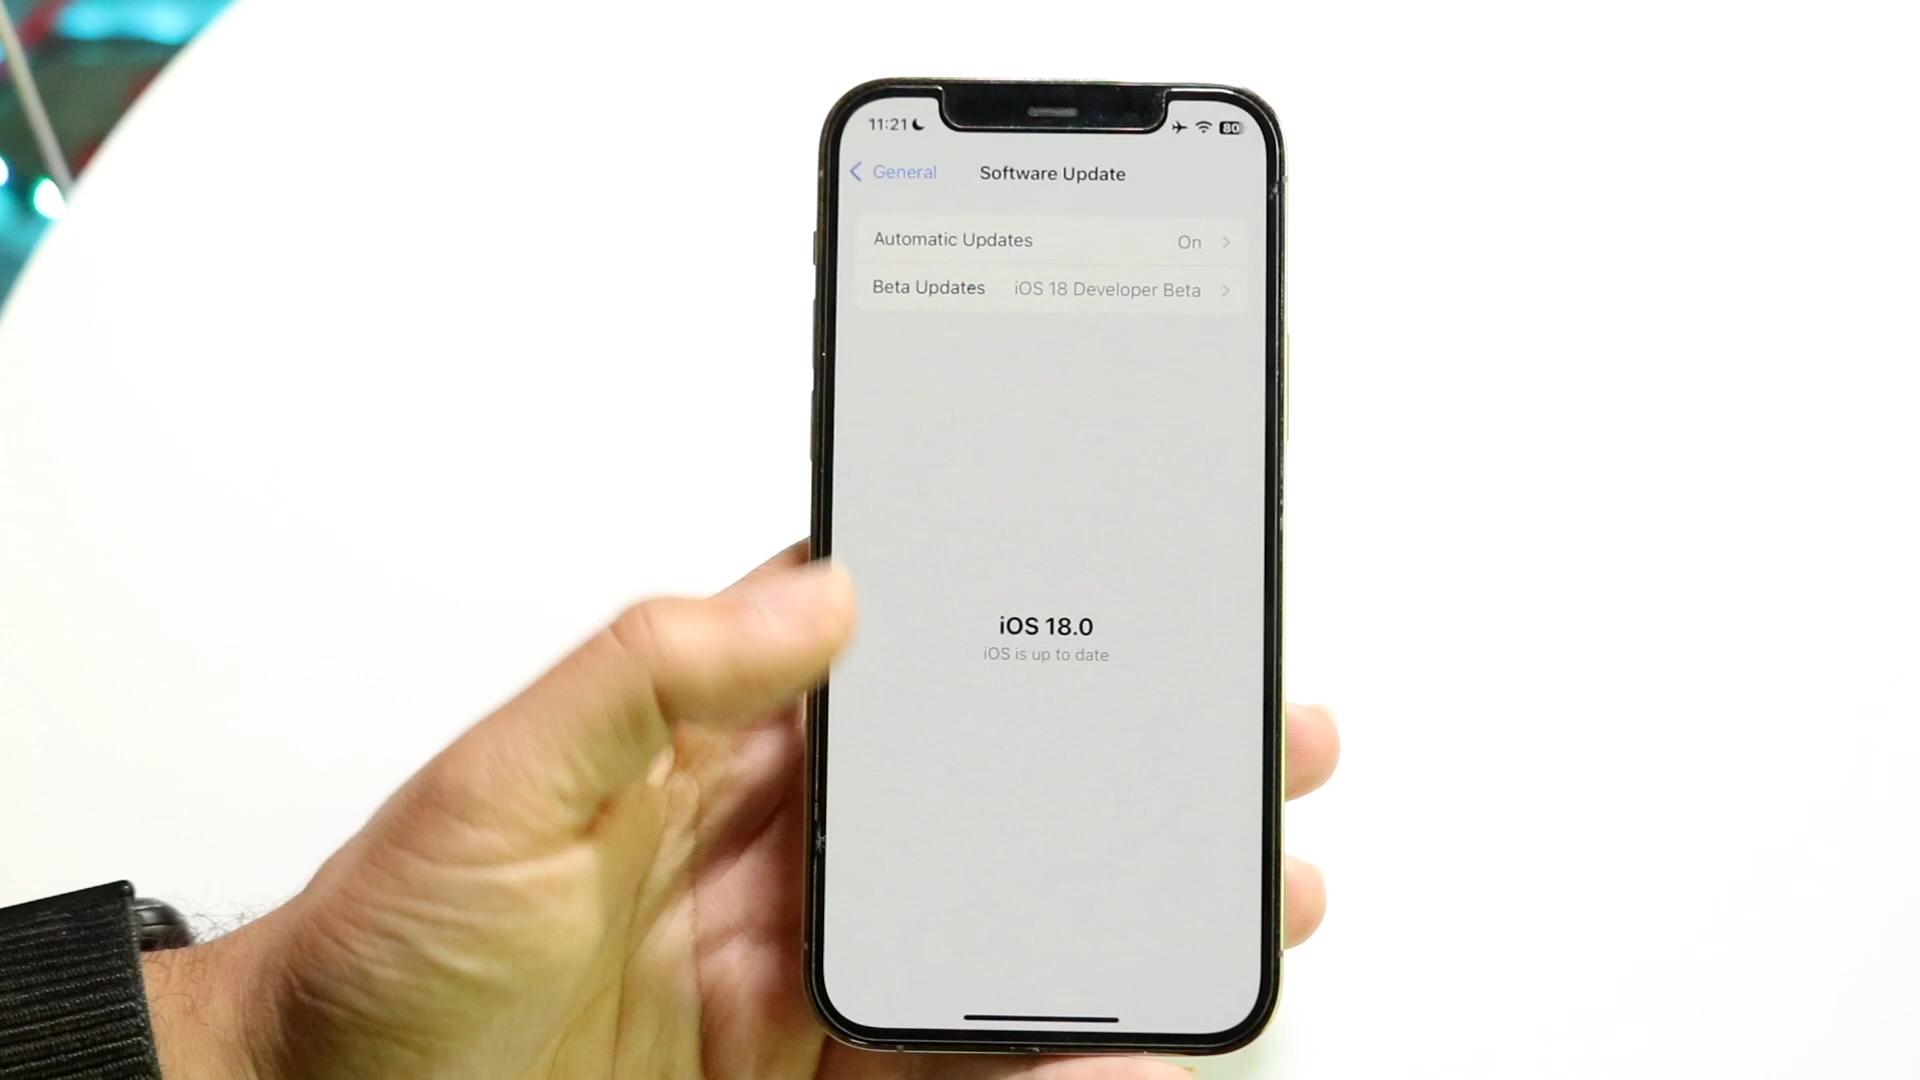 11:21 80
General Software Update
Automatic Updates On
Beta Updates iOS 18 Developer Beta
iOS 18.0
iOS is up to date